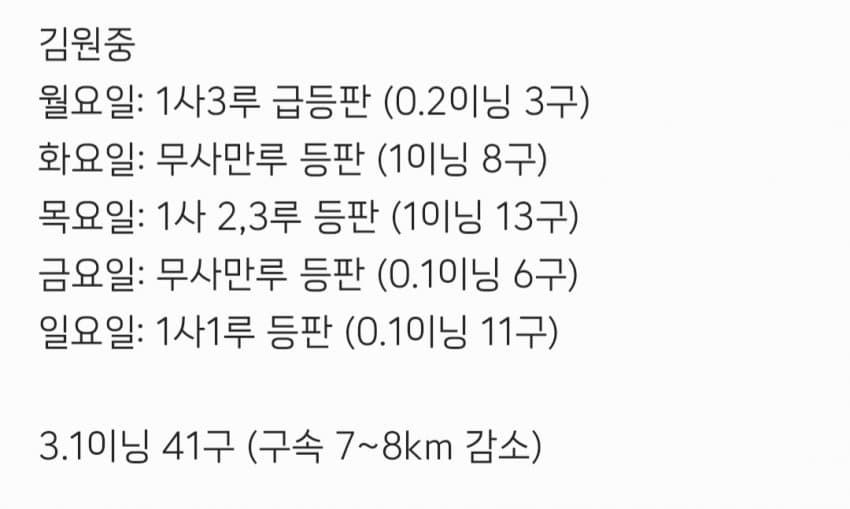 김원중
월요일: 1사3루 급등판 (0.2이닝 3구)
화요일: 무사만루 등판 (1이닝 8구)
목요일: 1사 2,3루 등판 (1이닝 13구)
금요일: 무사만루 등판 (0.1이닝 6구)
일요일: 1사1루 등판 (0.1이닝 11구)
3.1이닝 41구 (구속 7~8km 감소)